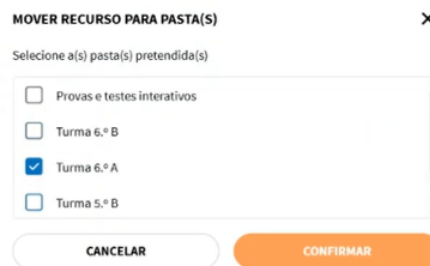 MOVER RECURSO PARA PASTA(S)
Selecione a(s) pasta(s) pretendida(s)
Provas e testes interativos
Turma 6.º B
Turma 6.º A
Turma 5.º B
CANCELAR
CONFIRMAR